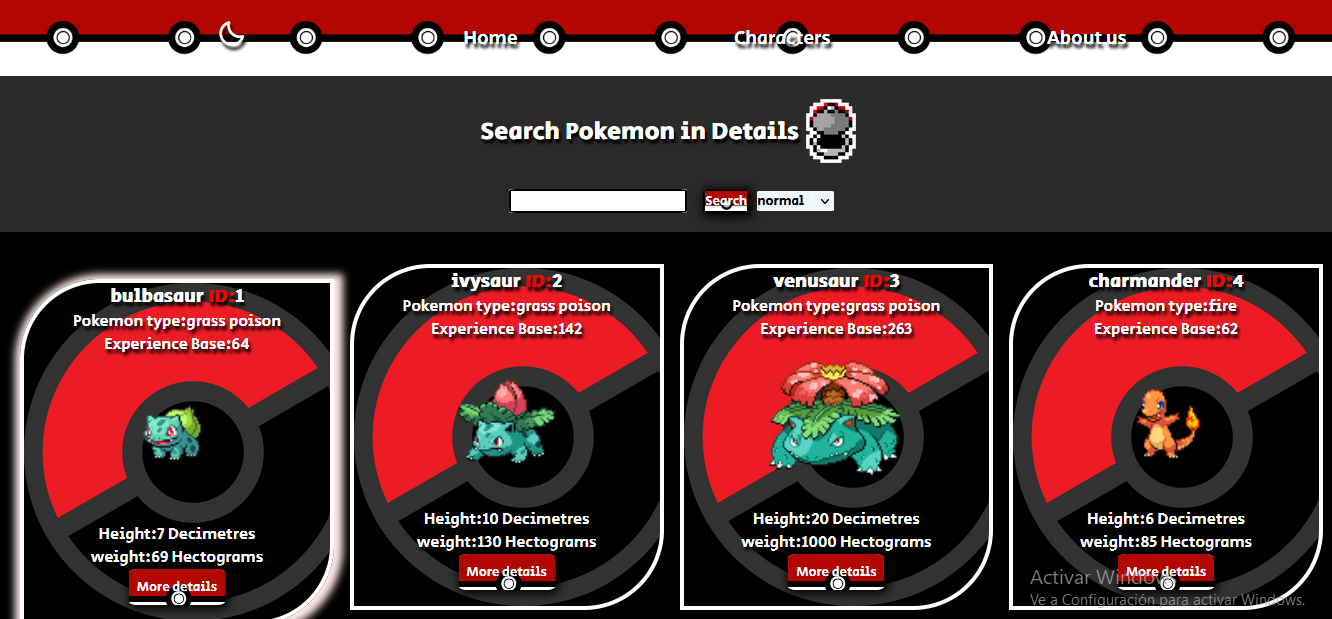 Home Characters About us
Search Pokemon in Details
Search normal
bulbasaur ID:1
Pokemon type:grass poison
Experience Base:64
Height:7 Decimetres
weight:69 Hectograms
More details
ivysaur ID:2
Pokemon type:grass poison
Experience Base:142
Height:10 Decimetres
weight:130 Hectograms
More details
venusaur ID:3
Pokemon type:grass poison
Experience Base:263
Height:20 Decimetres
weight:1000 Hectograms
More details
charmander ID:4
Pokemon type:fire
Experience Base:62
Height:6 Decimetres
weight:85 Hectograms
More details
Activar Windows
Ve a Configuración para activar Windows.